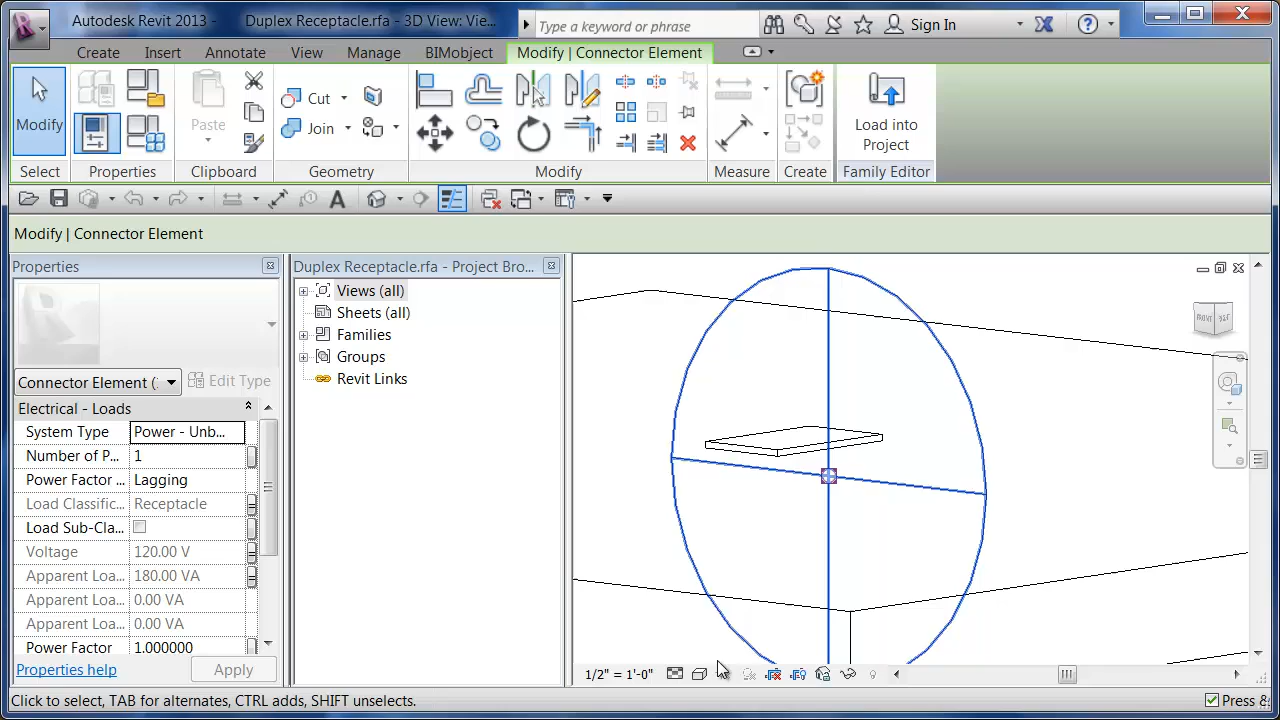 Autodesk Revit 2013 - Duplex Receptacle.rfa - 3D View: Vie...
Type a keyword or phrase
Sign In
Create Insert Annotate View Manage BIMobject Modify | Connector Element
Modify
Cut
Join
Paste
Load into
Project
Select Properties Clipboard Geometry Modify Measure Create Family Editor
Modify | Connector Element
Properties
Duplex Receptacle.rfa - Project Bro...
Views (all)
Sheets (all)
Families
Groups
Revit Links
FRONT
Connector Element (
Edit Type
Electrical - Loads
System Type Power - Unb...
Number of P... 1
Power Factor ... Lagging
Load Classific... Receptacle
Load Sub-Cla...
Voltage 120.00 V
Apparent Loa... 180.00 VA
Apparent Loa... 0.00 VA
Apparent Loa... 0.00 VA
Power Factor 1.000000
Properties help
Apply
1/2" = 1'-0"
Click to select, TAB for alternates, CTRL adds, SHIFT unselects.
Press &